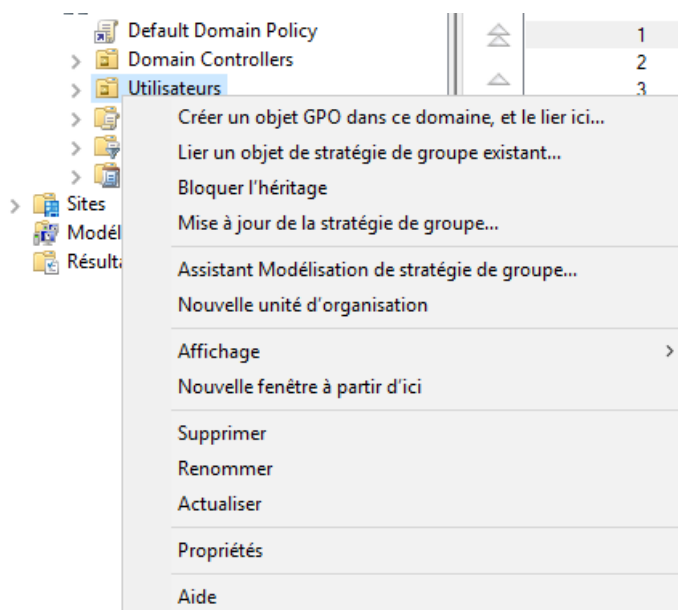 Default Domain Policy
Domain Controllers
Utilisateurs
Sites
Modél
Résulta
1
2
3
Créer un objet GPO dans ce domaine, et le lier ici...
Lier un objet de stratégie de groupe existant...
Bloquer l'héritage
Mise à jour de la stratégie de groupe...
Assistant Modélisation de stratégie de groupe...
Nouvelle unité d'organisation
Affichage
Nouvelle fenêtre à partir d'ici
Supprimer
Renommer
Actualiser
Propriétés
Aide